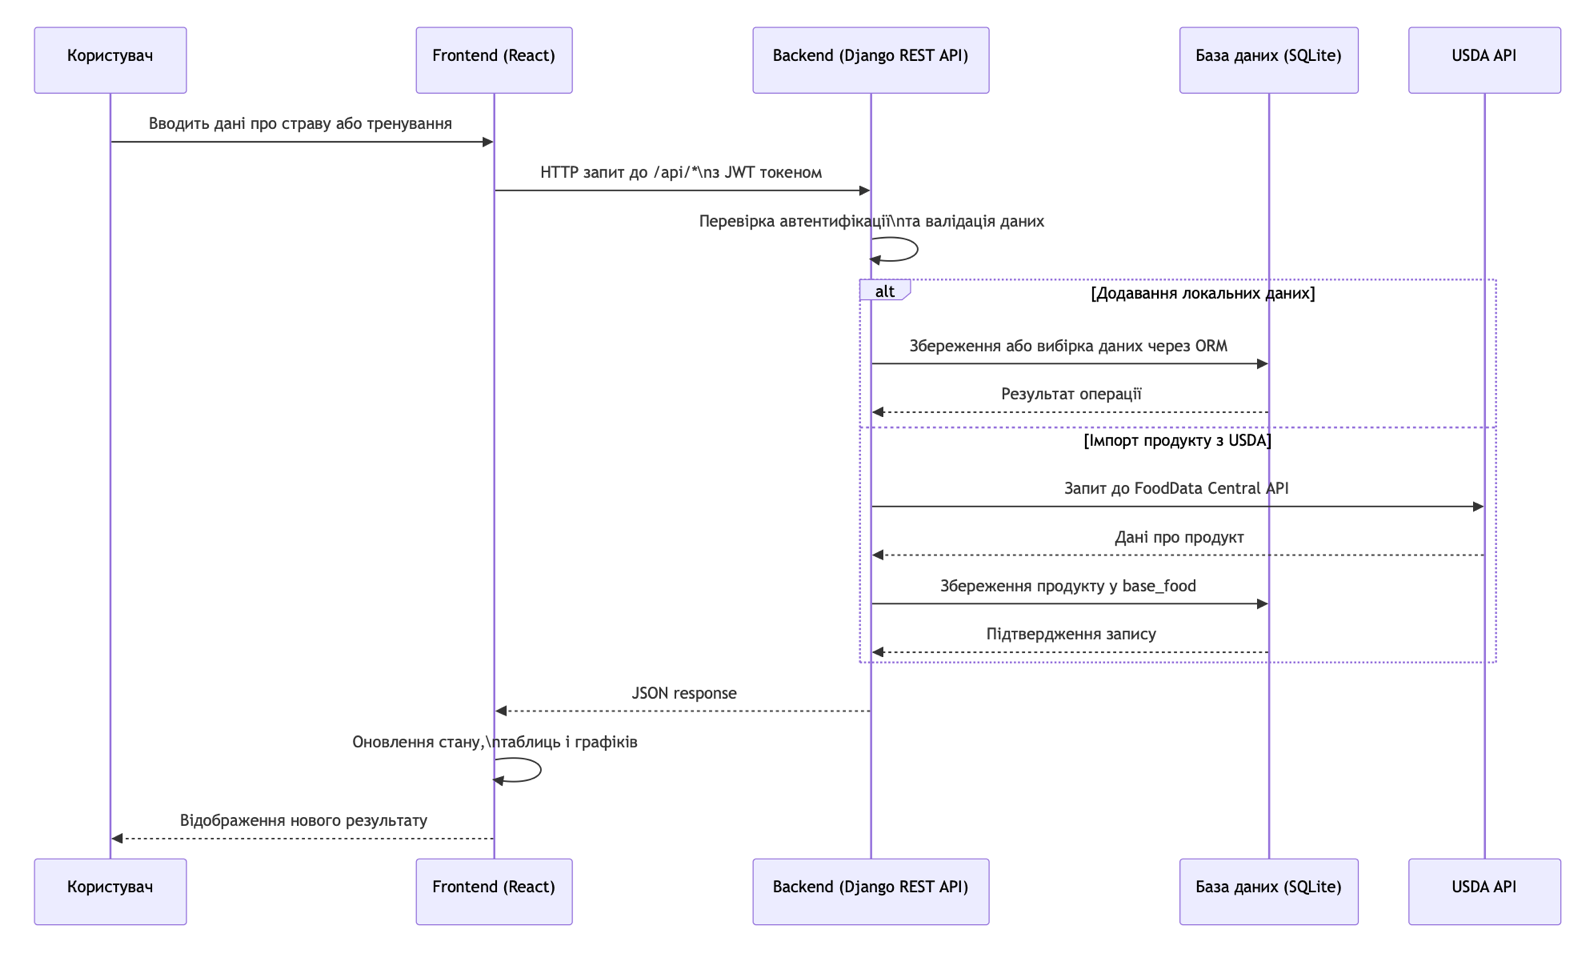 Користувач
Frontend (React)
Backend (Django REST API)
База даних (SQLite)
USDA API
Вводить дані про страву або тренування
HTTP запит до /api/*\nз JWT токеном
Перевірка автентифікації\nта валідація даних
alt
[Додавання локальних даних]
Збереження або вибірка даних через ORM
Результат операції
[Імпорт продукту з USDA]
Запит до FoodData Central API
Дані про продукт
Збереження продукту у base_food
Підтвердження запису
JSON response
Оновлення стану,\nтаблиць і графіків
Відображення нового результату
Користувач
Frontend (React)
Backend (Django REST API)
База даних (SQLite)
USDA API